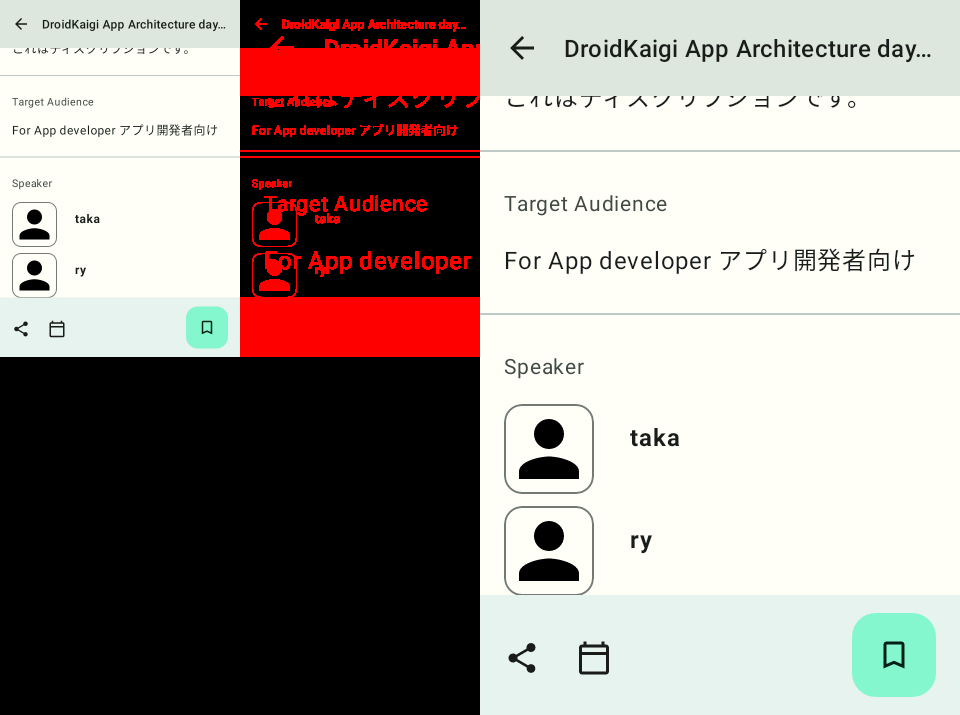 DroidKaigi App Architecture day...
これはディスクリプションです。
Target Audience
For App developer アプリ開発者向け
Speaker
taka
ry
DroidKaigi App Architecture day...
DroidKaigi App
これはディスクリプ
Target Audience
For App developer アプリ開発者向け
Speaker
Target Audience
taka
For App developer
ry
DroidKaigi App Architecture day...
これはディスクリプションです。
Target Audience
For App developer アプリ開発者向け
Speaker
taka
ry